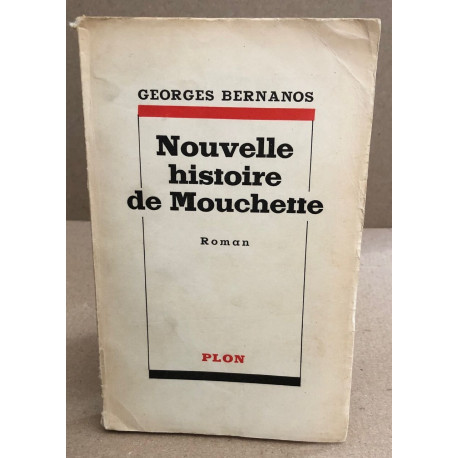 GEORGES BERNANOS
Nouvelle
histoire
de Mouchette
Roman
PLON